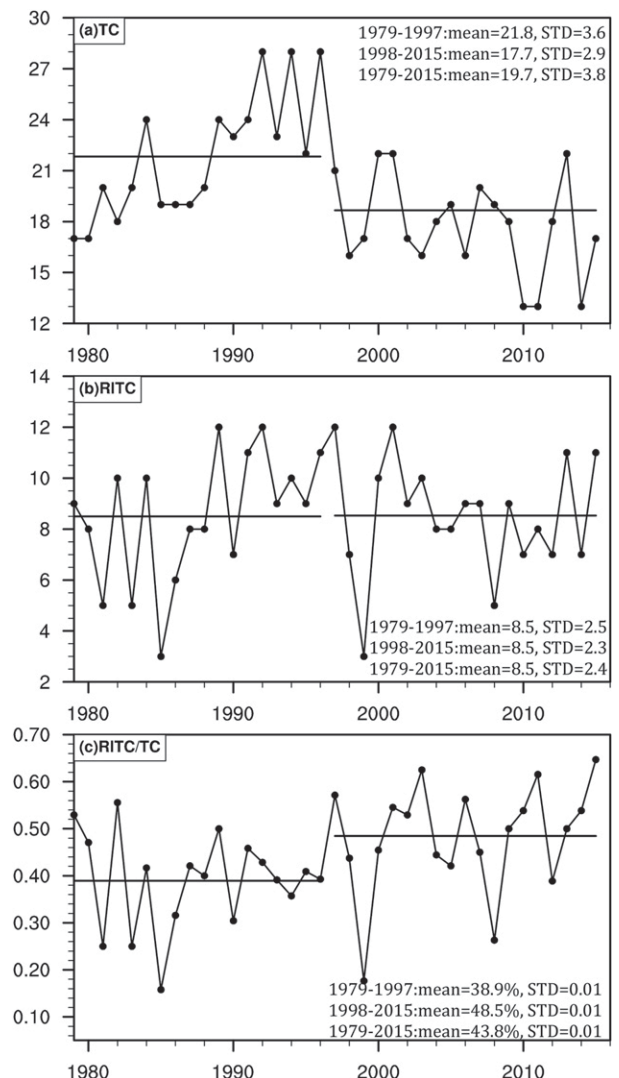 (a)TC
1979-1997:mean=21.8, STD=3.6
1998-2015:mean=17.7, STD=2.9
1979-2015:mean=19.7, STD=3.8
30
27
24
21
18
15
12
1980 1990 2000 2010
(b)RITC
14
12
10
8
6
4
2
1979-1997:mean=8.5, STD=2.5
1998-2015:mean=8.5, STD=2.3
1979-2015:mean=8.5, STD=2.4
1980 1990 2000 2010
(c)RITC/TC
0.70
0.60
0.50
0.40
0.30
0.20
0.10
1979-1997:mean=38.9%, STD=0.01
1998-2015:mean=48.5%, STD=0.01
1979-2015:mean=43.8%, STD=0.01
1980 1990 2000 2010